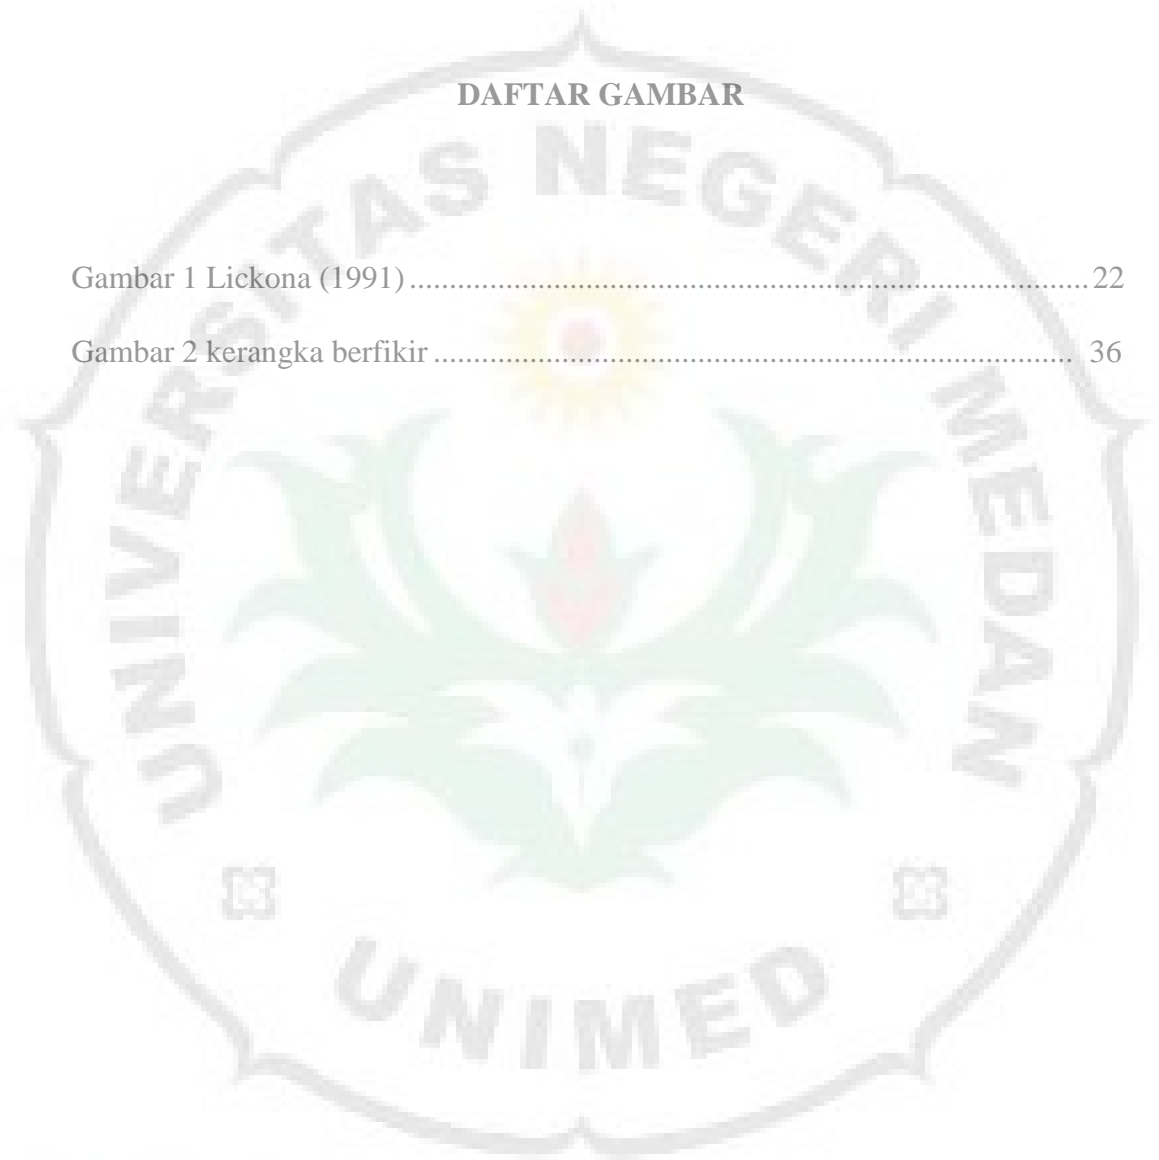 DAFTAR GAMBAR
UNIVERSITAS NEGERI MEDAN
Gambar 1 Lickona (1991)....................................................................................22
Gambar 2 kerangka berfikir............................................................................... 36
UNIMED